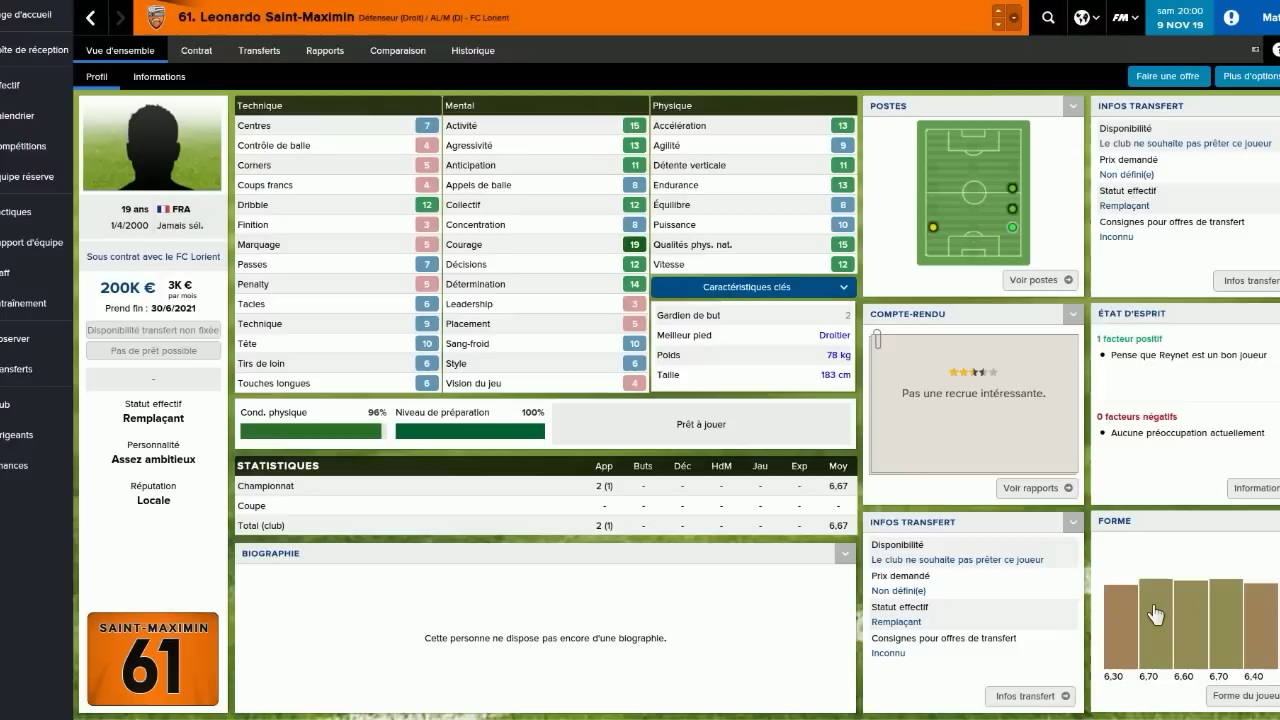 ge d'accueil
oîte de réception
ectif
alendrier
ompétitions
quipe réserve
ctiques
apport d'équipe
aff
ntraînement
bserver
ansferts
ub
rigeants
nances
61. Leonardo Saint-Maximin Défenseur (Droit) / AL/M (D) - FC Lorient
FM
sam 20:00
9 NOV 19
Mat
Vue d'ensemble Contrat Transferts Rapports Comparaison Historique
Profil Informations
Faire une offre Plus d'options
19 ans FRA
1/4/2000 Jamais sél.
Sous contrat avec le FC Lorient
200K € 3K €
par mois
Prend fin : 30/6/2021
Disponibilité transfert non fixée
Pas de prêt possible
-
Statut effectif
Remplaçant
Personnalité
Assez ambitieux
Réputation
Locale
SAINT-MAXIMIN
61
Technique
Centres 7
Contrôle de balle 4
Corners 5
Coups francs 4
Dribble 12
Finition 3
Marquage 5
Passes 7
Penalty 5
Tacles 6
Technique 9
Tête 10
Tirs de loin 6
Touches longues 6
Mental
Activité 15
Agressivité 13
Anticipation 11
Appels de balle 8
Collectif 12
Concentration 8
Courage 19
Décisions 12
Détermination 14
Leadership 3
Placement 5
Sang-froid 10
Style 6
Vision du jeu 4
Physique
Accélération 13
Agilité 9
Détente verticale 11
Endurance 13
Équilibre 8
Puissance 10
Qualités phys. nat. 15
Vitesse 12
Caractéristiques clés
Gardien de but 2
Meilleur pied Droitier
Poids 78 kg
Taille 183 cm
Cond. physique 96% Niveau de préparation 100%
Prêt à jouer
STATISTIQUES App Buts Déc HdM Jau Exp Moy
Championnat 2 (1) - - - - - 6,67
Coupe - - - - - - -
Total (club) 2 (1) - - - - - 6,67
BIOGRAPHIE
Cette personne ne dispose pas encore d'une biographie.
POSTES
Voir postes
COMPTE-RENDU
Pas une recrue intéressante.
Voir rapports
INFOS TRANSFERT
Disponibilité
Le club ne souhaite pas prêter ce joueur
Prix demandé
Non défini(e)
Statut effectif
Remplaçant
Consignes pour offres de transfert
Inconnu
Infos transfert
INFOS TRANSFERT
Disponibilité
Le club ne souhaite pas prêter ce joueur
Prix demandé
Non défini(e)
Statut effectif
Remplaçant
Consignes pour offres de transfert
Inconnu
Infos transfer
ÉTAT D'ESPRIT
1 facteur positif
• Pense que Reynet est un bon joueur
0 facteurs négatifs
• Aucune préoccupation actuellement
Information
FORME
6,30 6,70 6,60 6,70 6,40
Forme du joueu